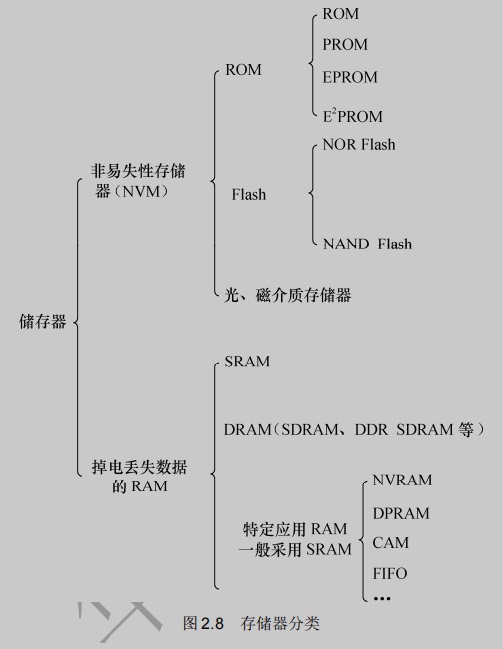 ROM
PROM
ROM
EPROM
E²PROM
NOR Flash
非易失性存储
器(NVM)
Flash
NAND Flash
光、磁介质存储器
储存器
SRAM
DRAM(SDRAM、DDR SDRAM 等)
掉电丢失数据
的 RAM
NVRAM
特定应用 RAM
一般采用 SRAM
DPRAM
CAM
FIFO
•••
图 2.8 存储器分类